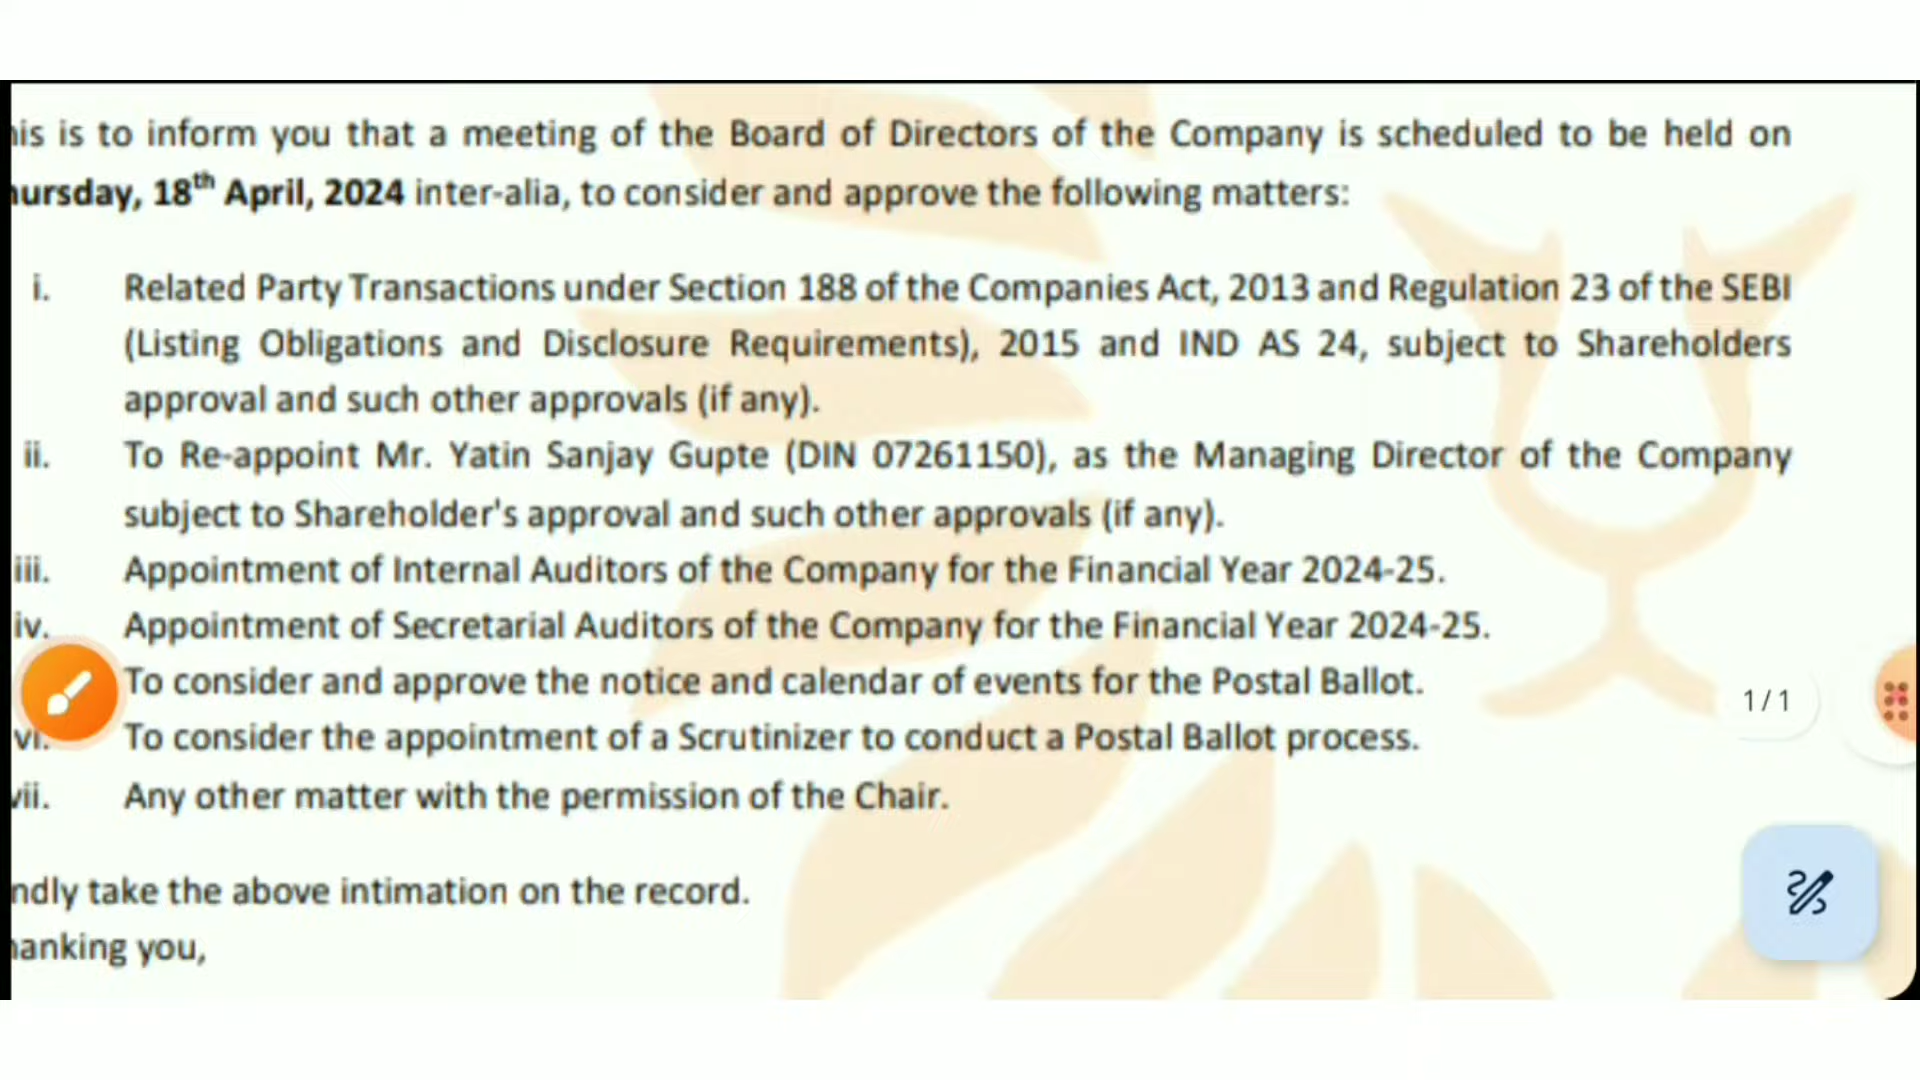 is is to inform you that a meeting of the Board of Directors of the Company is scheduled to be held on
ursday, 18th April, 2024 inter-alia, to consider and approve the following matters:
i. Related Party Transactions under Section 188 of the Companies Act, 2013 and Regulation 23 of the SEBI
(Listing Obligations and Disclosure Requirements), 2015 and IND AS 24, subject to Shareholders
approval and such other approvals (if any).
ii. To Re-appoint Mr. Yatin Sanjay Gupte (DIN 07261150), as the Managing Director of the Company
subject to Shareholder's approval and such other approvals (if any).
iii. Appointment of Internal Auditors of the Company for the Financial Year 2024-25.
iv. Appointment of Secretarial Auditors of the Company for the Financial Year 2024-25.
To consider and approve the notice and calendar of events for the Postal Ballot.
1/1
vi. To consider the appointment of a Scrutinizer to conduct a Postal Ballot process.
vii. Any other matter with the permission of the Chair.
ndly take the above intimation on the record.
anking you,